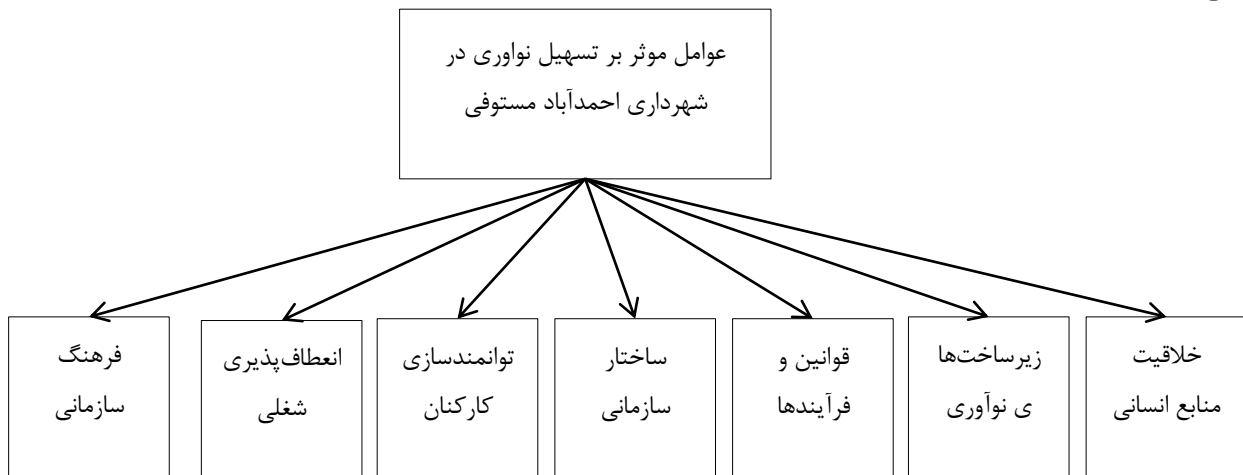 عوامل موثر بر تسهیل نواوری در
شهرداری احمدآباد مستوفی
خلاقیت
منابع انسانی
زیرساخت‌ها
ی نوآوری
قوانین و
فرآیندها
ساختار
سازمانی
توانمندسازی
کارکنان
انعطاف‌پذیری
شغلی
فرهنگ
سازمانی